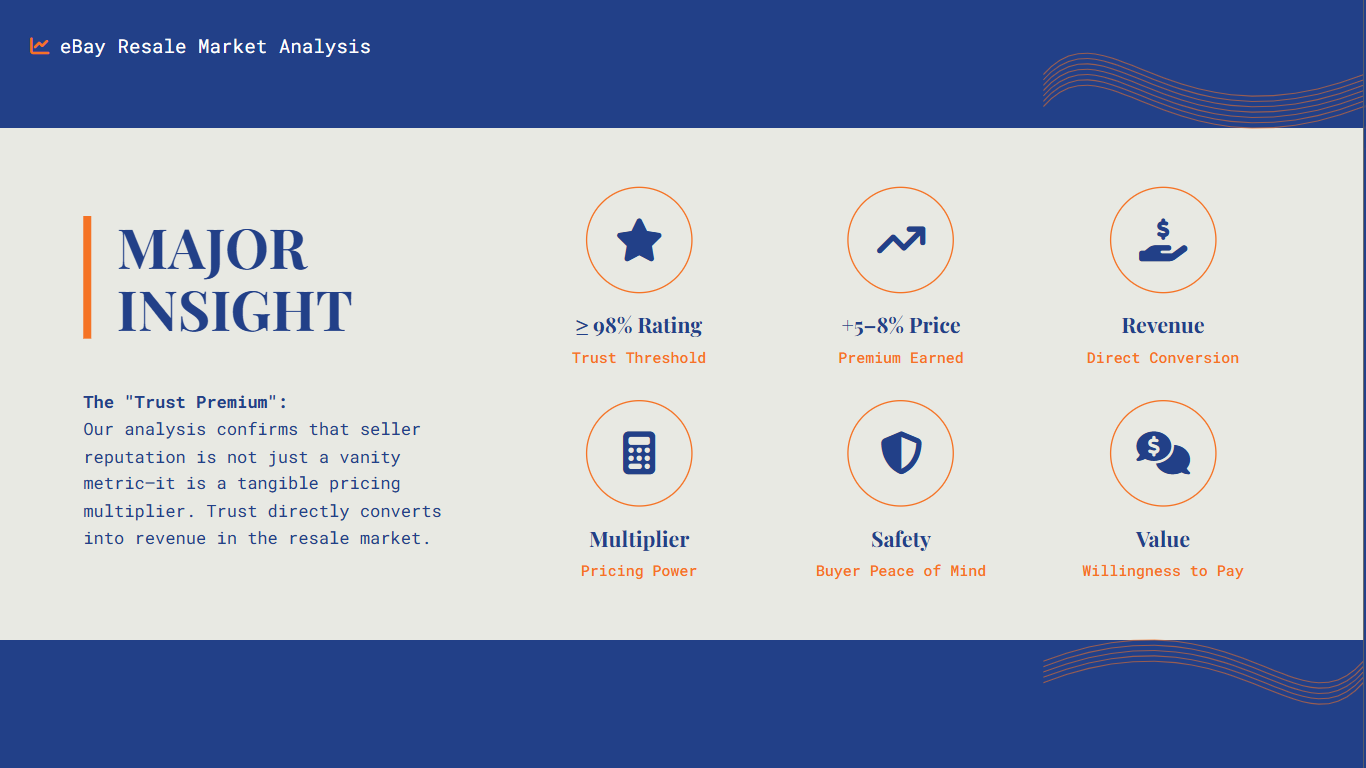 eBay Resale Market Analysis
MAJOR
INSIGHT
The "Trust Premium":
Our analysis confirms that seller
reputation is not just a vanity
metric—it is a tangible pricing
multiplier. Trust directly converts
into revenue in the resale market.
≥ 98% Rating
Trust Threshold
+5–8% Price
Premium Earned
Revenue
Direct Conversion
Multiplier
Pricing Power
Safety
Buyer Peace of Mind
Value
Willingness to Pay